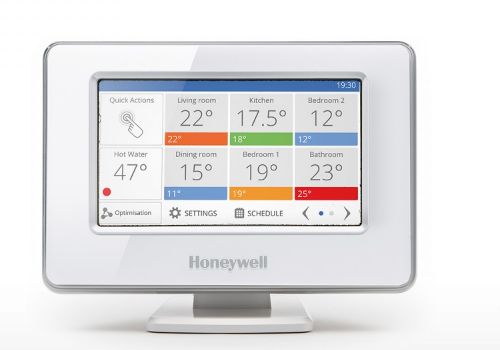 19:30
Quick Actions
Living room
Kitchen
Bedroom 2
22°
17.5°
12°
22°
18°
12°
Hot Water
Dining room
Bedroom 1
Bathroom
47°
15°
19°
23°
11°
19°
25°
Optimisation
SETTINGS
SCHEDULE
Honeywell